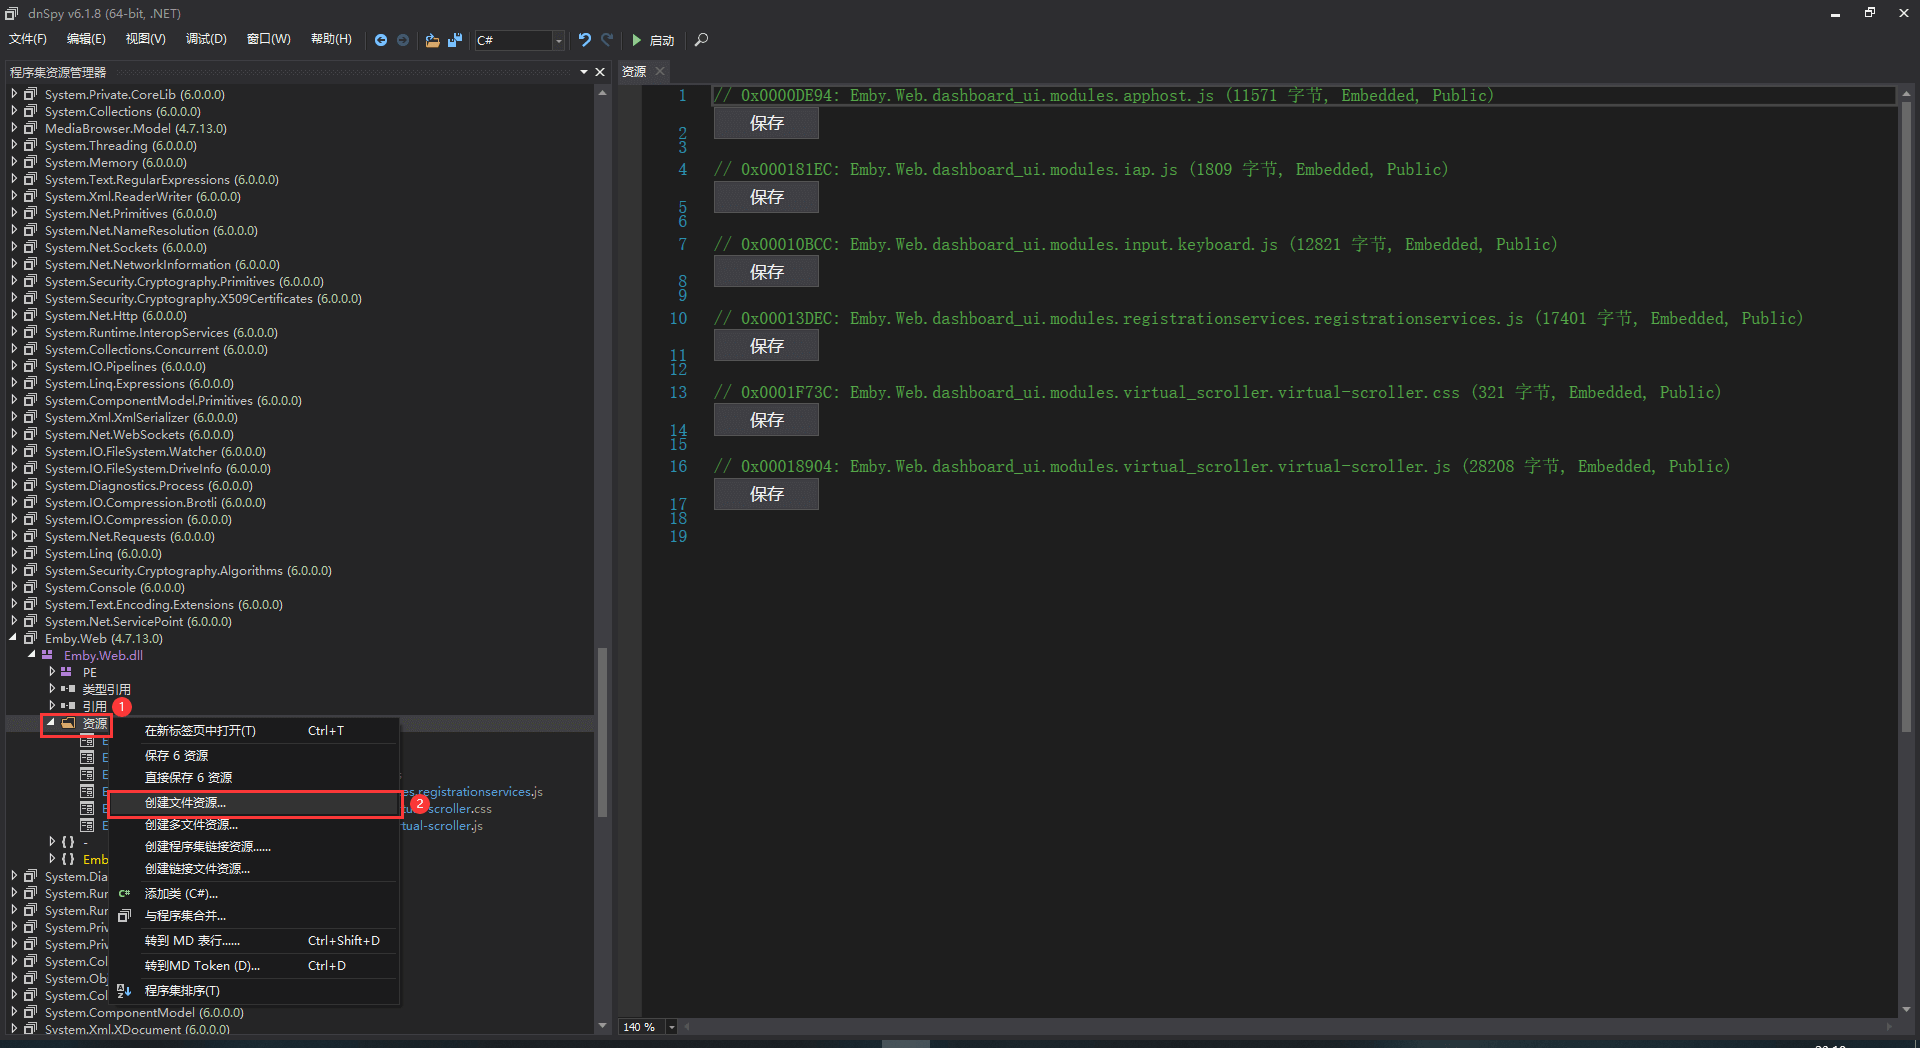 dnSpy v6.1.8 (64-bit, .NET)
文件(F) 编辑(E) 视图(V) 调试(D) 窗口(W) 帮助(H) C# 启动
程序集资源管理器
System.Private.CoreLib (6.0.0.0)
System.Collections (6.0.0.0)
MediaBrowser.Model (4.7.13.0)
System.Threading (6.0.0.0)
System.Memory (6.0.0.0)
System.Text.RegularExpressions (6.0.0.0)
System.Xml.ReaderWriter (6.0.0.0)
System.Net.Primitives (6.0.0.0)
System.Net.NameResolution (6.0.0.0)
System.Net.Sockets (6.0.0.0)
System.Net.NetworkInformation (6.0.0.0)
System.Security.Cryptography.Primitives (6.0.0.0)
System.Security.Cryptography.X509Certificates (6.0.0.0)
System.Net.Http (6.0.0.0)
System.Runtime.InteropServices (6.0.0.0)
System.Collections.Concurrent (6.0.0.0)
System.IO.Pipelines (6.0.0.0)
System.Linq.Expressions (6.0.0.0)
System.ComponentModel.Primitives (6.0.0.0)
System.Xml.XmlSerializer (6.0.0.0)
System.Net.WebSockets (6.0.0.0)
System.IO.FileSystem.Watcher (6.0.0.0)
System.IO.FileSystem.DriveInfo (6.0.0.0)
System.Diagnostics.Process (6.0.0.0)
System.IO.Compression.Brotli (6.0.0.0)
System.IO.Compression (6.0.0.0)
System.Net.Requests (6.0.0.0)
System.Linq (6.0.0.0)
System.Security.Cryptography.Algorithms (6.0.0.0)
System.Console (6.0.0.0)
System.Text.Encoding.Extensions (6.0.0.0)
System.Net.ServicePoint (6.0.0.0)
Emby.Web (4.7.13.0)
Emby.Web.dll
PE
类型引用
引用 1
资源
E
E
E s
E es.registrationservices.js
E tual-scroller.css
E rtual-scroller.js
{ } -
{ } Emb
System.Dia
System.Run
System.Run
System.Priv
System.Priv
System.Col
System.Obj
System.Col
System.ComponentModel (6.0.0.0)
System.Xml.XDocument (6.0.0.0)
在新标签页中打开(T) Ctrl+T
保存 6 资源
直接保存 6 资源
创建文件资源... 2
创建多文件资源...
创建程序集链接资源......
创建链接文件资源...
C# 添加类 (C#)...
与程序集合并...
转到 MD 表行...... Ctrl+Shift+D
转到MD Token (D)... Ctrl+D
程序集排序(T)
资源
1 // 0x0000DE94: Emby.Web.dashboard_ui.modules.apphost.js (11571 字节, Embedded, Public)
保存
2
3
4 // 0x000181EC: Emby.Web.dashboard_ui.modules.iap.js (1809 字节, Embedded, Public)
保存
5
6
7 // 0x00010BCC: Emby.Web.dashboard_ui.modules.input.keyboard.js (12821 字节, Embedded, Public)
保存
8
9
10 // 0x00013DEC: Emby.Web.dashboard_ui.modules.registrationservices.registrationservices.js (17401 字节, Embedded, Public)
保存
11
12
13 // 0x0001F73C: Emby.Web.dashboard_ui.modules.virtual_scroller.virtual-scroller.css (321 字节, Embedded, Public)
保存
14
15
16 // 0x00018904: Emby.Web.dashboard_ui.modules.virtual_scroller.virtual-scroller.js (28208 字节, Embedded, Public)
保存
17
18
19
140 %